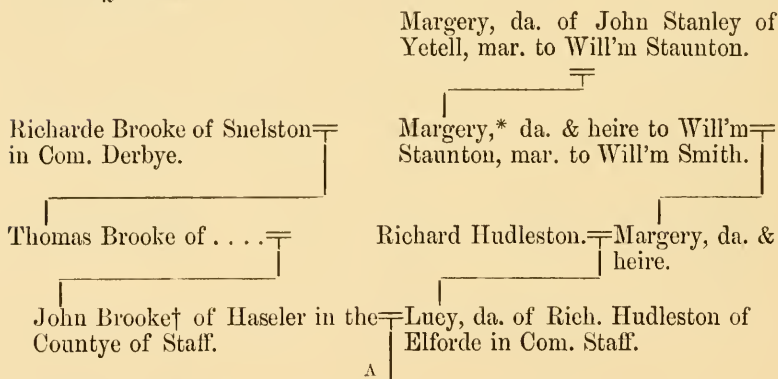 Margery, da. of John Stanley of
Yetell, mar. to Will'm Staunton.
Richarde Brooke of Snelston
in Com. Derbye.
Margery,* da. & heire to Will'm
Staunton, mar. to Will'm Smith.
Thomas Brooke of . . . .
Richard Hudleston.
Margery, da. &
heire.
John Brooke† of Haseler in the
Countye of Staff.
Lucy, da. of Rich. Hudleston of
Elforde in Com. Staff.
A